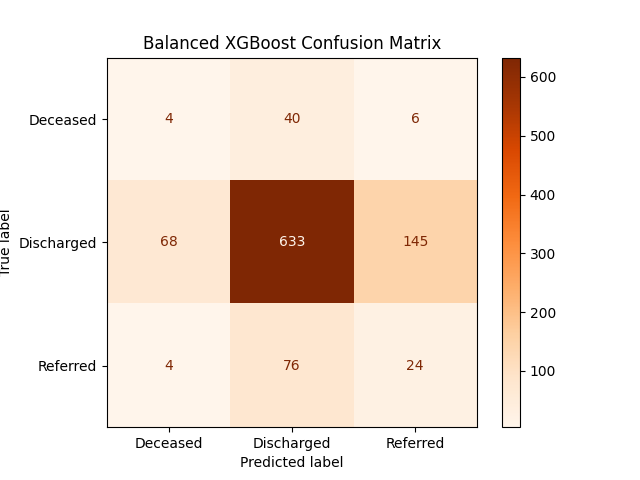 Balanced XGBoost Confusion Matrix
True label
Deceased 4 40 6
Discharged 68 633 145
Referred 4 76 24
Deceased Discharged Referred
Predicted label
600
500
400
300
200
100